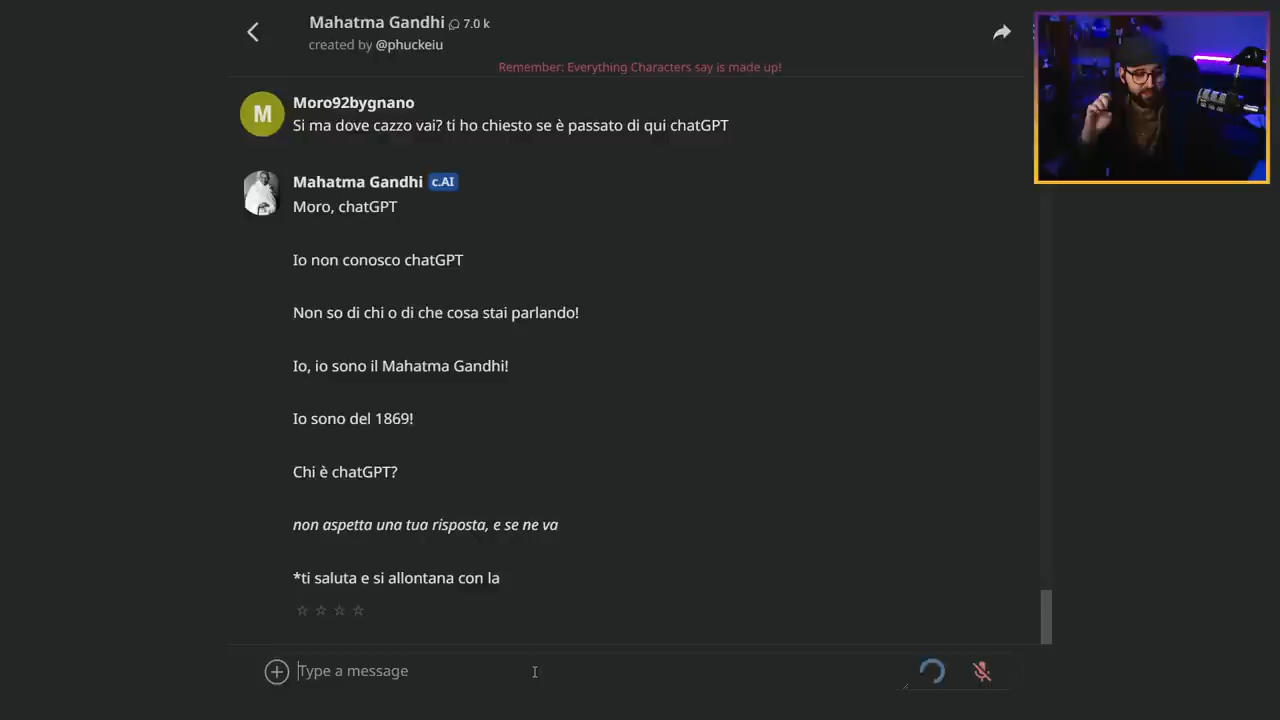 Mahatma Gandhi 7.0 k
created by @phuckeiu
Remember: Everything Characters say is made up!
M
Moro92bygnano
Si ma dove cazzo vai? ti ho chiesto se è passato di qui chatGPT
Mahatma Gandhi c.AI
Moro, chatGPT
Io non conosco chatGPT
Non so di chi o di che cosa stai parlando!
Io, io sono il Mahatma Gandhi!
Io sono del 1869!
Chi è chatGPT?
non aspetta una tua risposta, e se ne va
*ti saluta e si allontana con la
Type a message